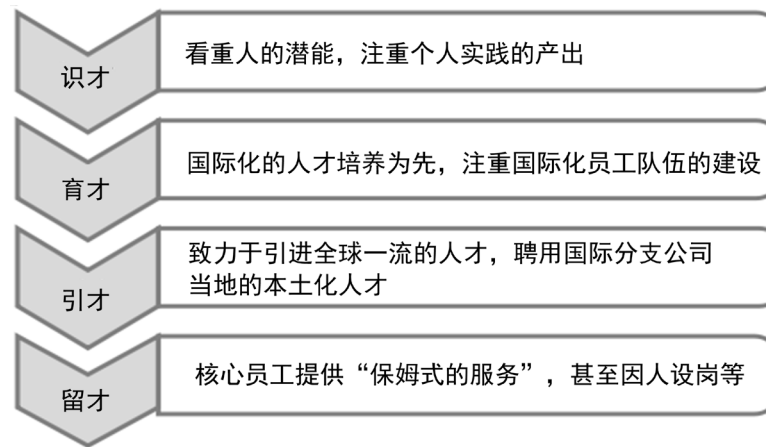 识才
看重人的潜能，注重个人实践的产出
育才
国际化的人才培养为先，注重国际化员工队伍的建设
引才
致力于引进全球一流的人才，聘用国际分支公司
当地的本土化人才
留才
核心员工提供“保姆式的服务”，甚至因人设岗等